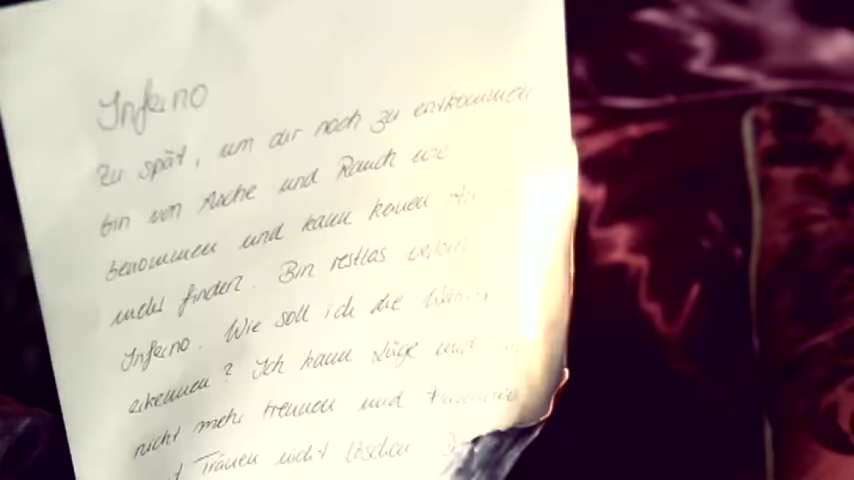 Inferno
Zu spät, um dir noch zu entkommen
bin von Asche und Rauch wie
benommen und kann keinen
mehr finden. Bin restlos
Inferno. Wie soll ich die
erkennen? Ich kann Lüge und
nicht mehr trennen und
Tränen nicht löschen